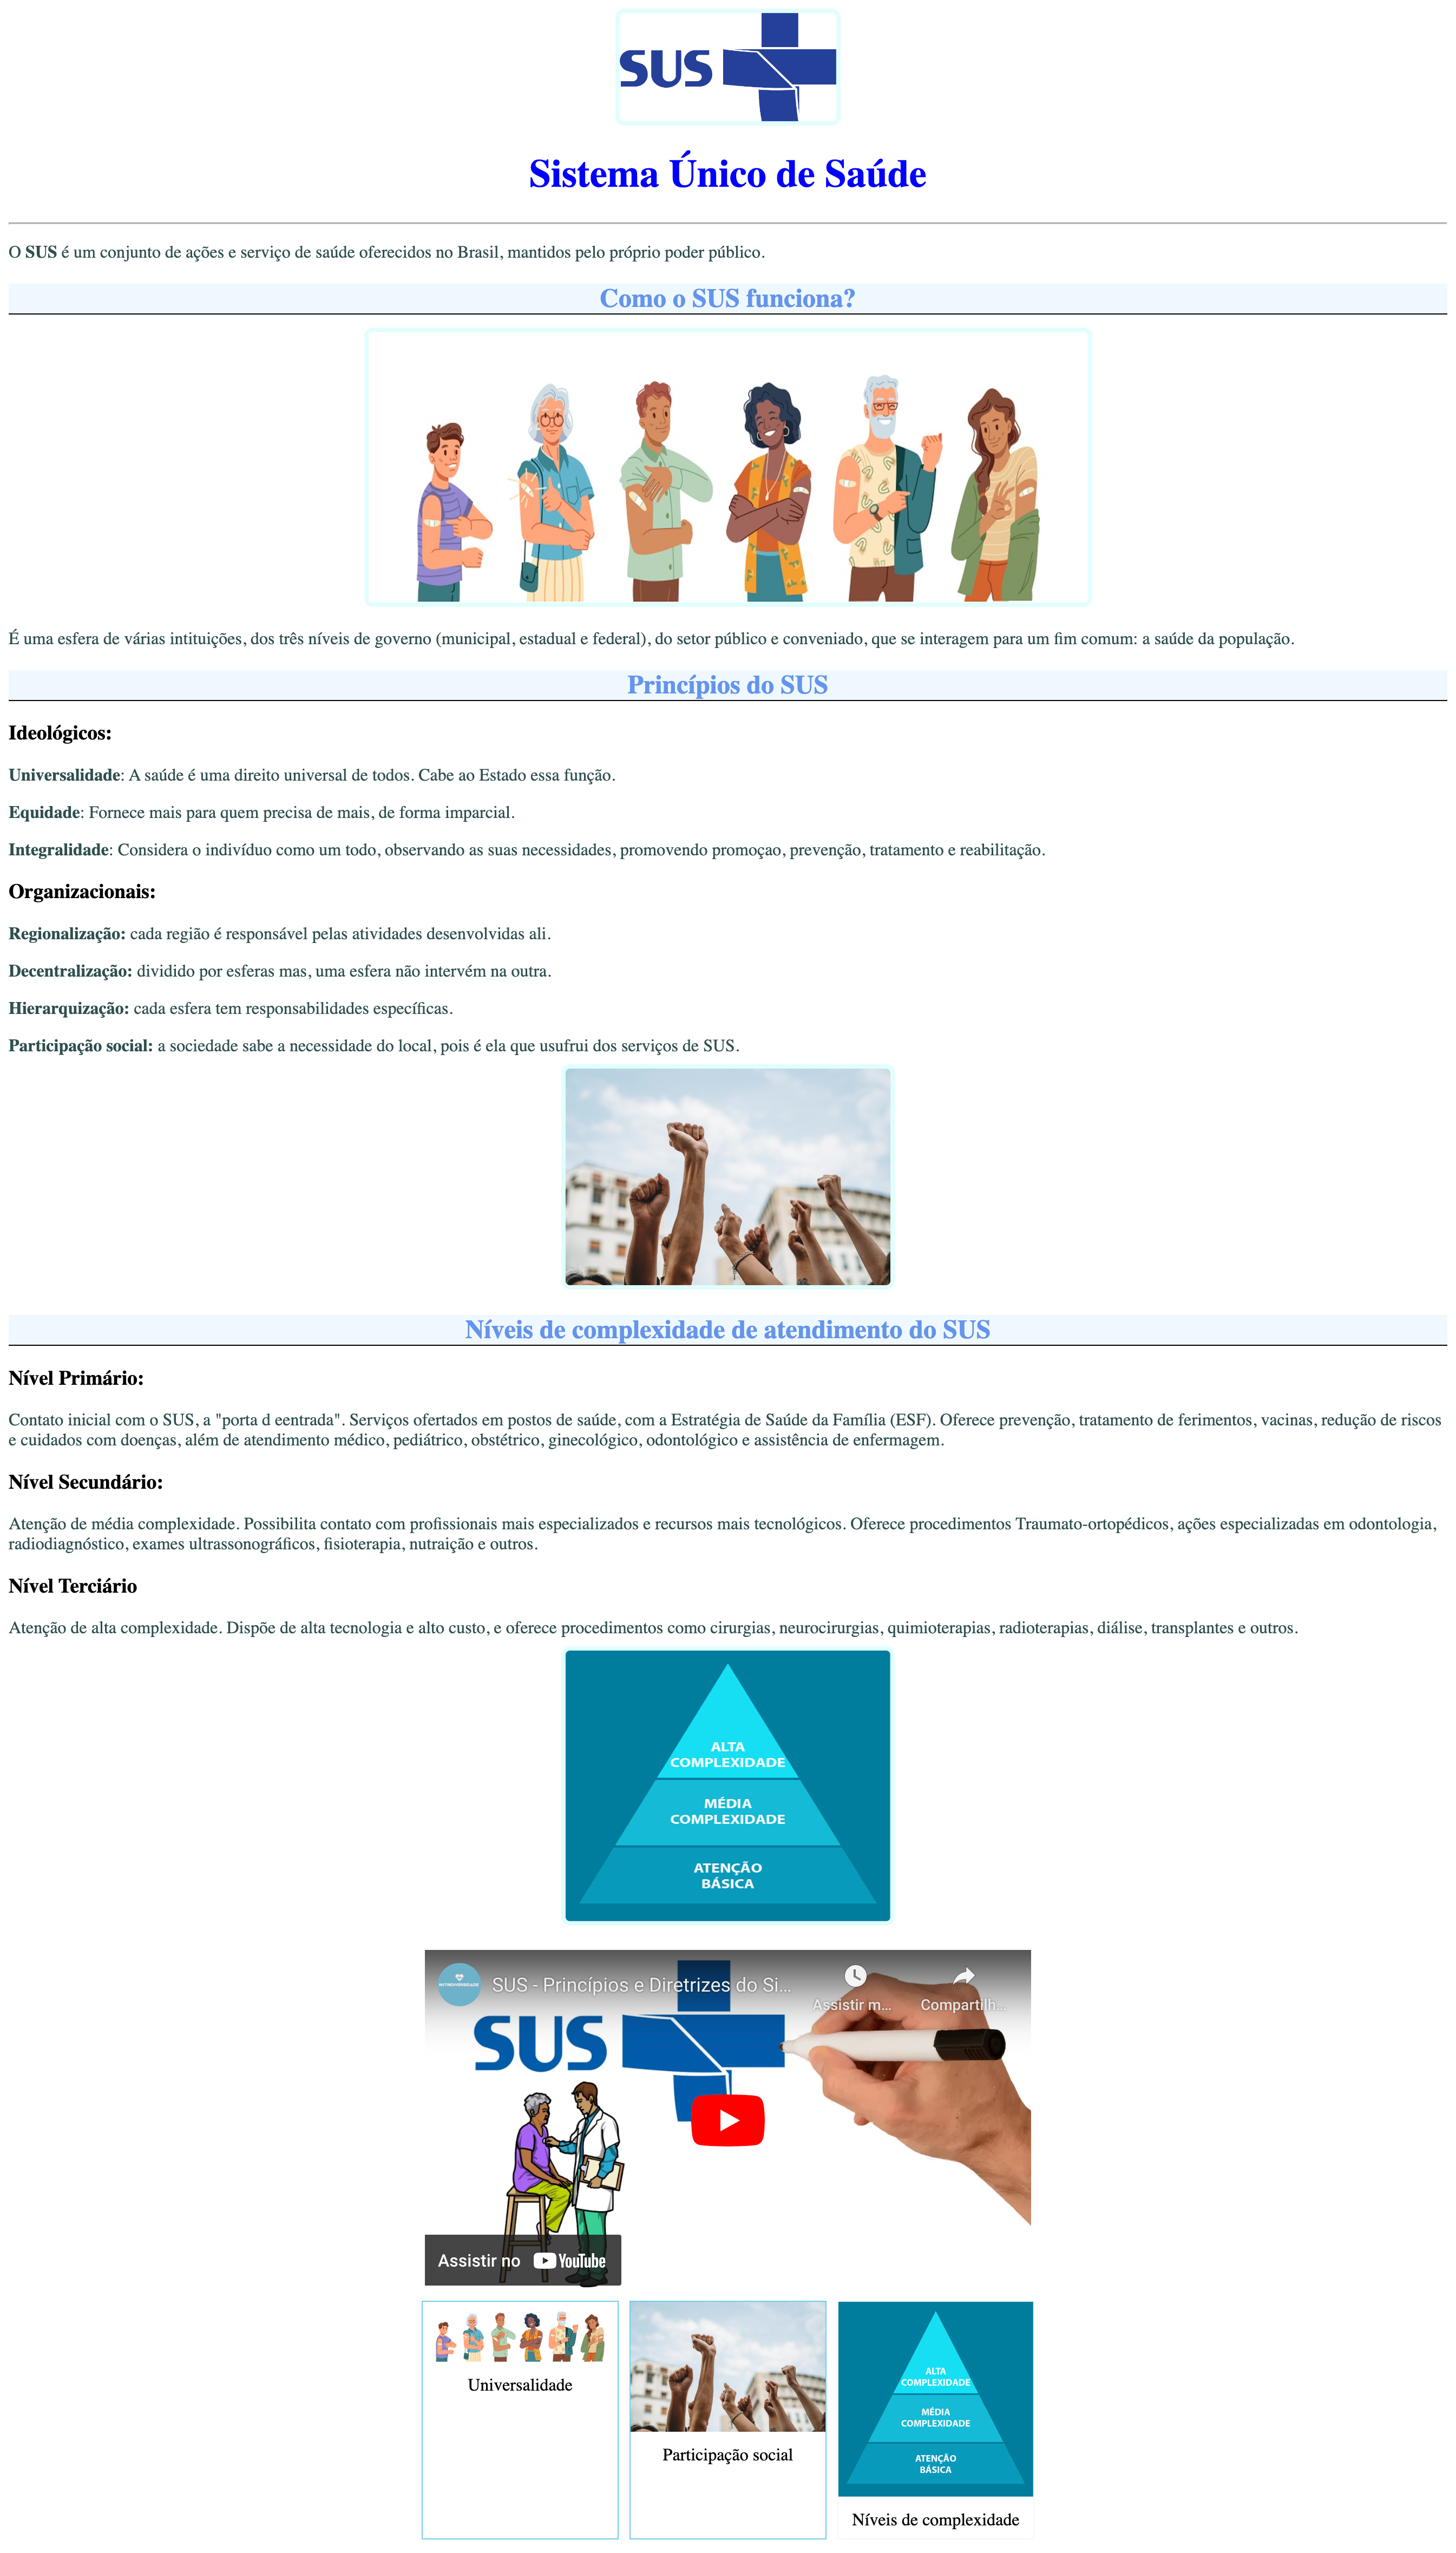 SUS
Sistema Único de Saúde
O SUS é um conjunto de ações e serviço de saúde oferecidos no Brasil, mantidos pelo próprio poder público.
Como o SUS funciona?
É uma esfera de várias intituições, dos três níveis de governo (municipal, estadual e federal), do setor público e conveniado, que se interagem para um fim comum: a saúde da população.
Princípios do SUS
Ideológicos:
Universalidade: A saúde é uma direito universal de todos. Cabe ao Estado essa função.
Equidade: Fornece mais para quem precisa de mais, de forma imparcial.
Integralidade: Considera o indivíduo como um todo, observando as suas necessidades, promovendo promoçao, prevenção, tratamento e reabilitação.
Organizacionais:
Regionalização: cada região é responsável pelas atividades desenvolvidas ali.
Decentralização: dividido por esferas mas, uma esfera não intervém na outra.
Hierarquização: cada esfera tem responsabilidades específicas.
Participação social: a sociedade sabe a necessidade do local, pois é ela que usufrui dos serviços de SUS.
Níveis de complexidade de atendimento do SUS
Nível Primário:
Contato inicial com o SUS, a "porta d eentrada". Serviços ofertados em postos de saúde, com a Estratégia de Saúde da Família (ESF). Oferece prevenção, tratamento de ferimentos, vacinas, redução de riscos
e cuidados com doenças, além de atendimento médico, pediátrico, obstétrico, ginecológico, odontológico e assistência de enfermagem.
Nível Secundário:
Atenção de média complexidade. Possibilita contato com profissionais mais especializados e recursos mais tecnológicos. Oferece procedimentos Traumato-ortopédicos, ações especializadas em odontologia,
radiodiagnóstico, exames ultrassonográficos, fisioterapia, nutraição e outros.
Nível Terciário
Atenção de alta complexidade. Dispõe de alta tecnologia e alto custo, e oferece procedimentos como cirurgias, neurocirurgias, quimioterapias, radioterapias, diálise, transplantes e outros.
ALTA
COMPLEXIDADE
MÉDIA
COMPLEXIDADE
ATENÇÃO
BÁSICA
SUS - Princípios e Diretrizes do Si...
Assistir m...
Compartilh...
SUS
Assistir no YouTube
Universalidade
Participação social
ALTA
COMPLEXIDADE
MÉDIA
COMPLEXIDADE
ATENÇÃO
BÁSICA
Níveis de complexidade